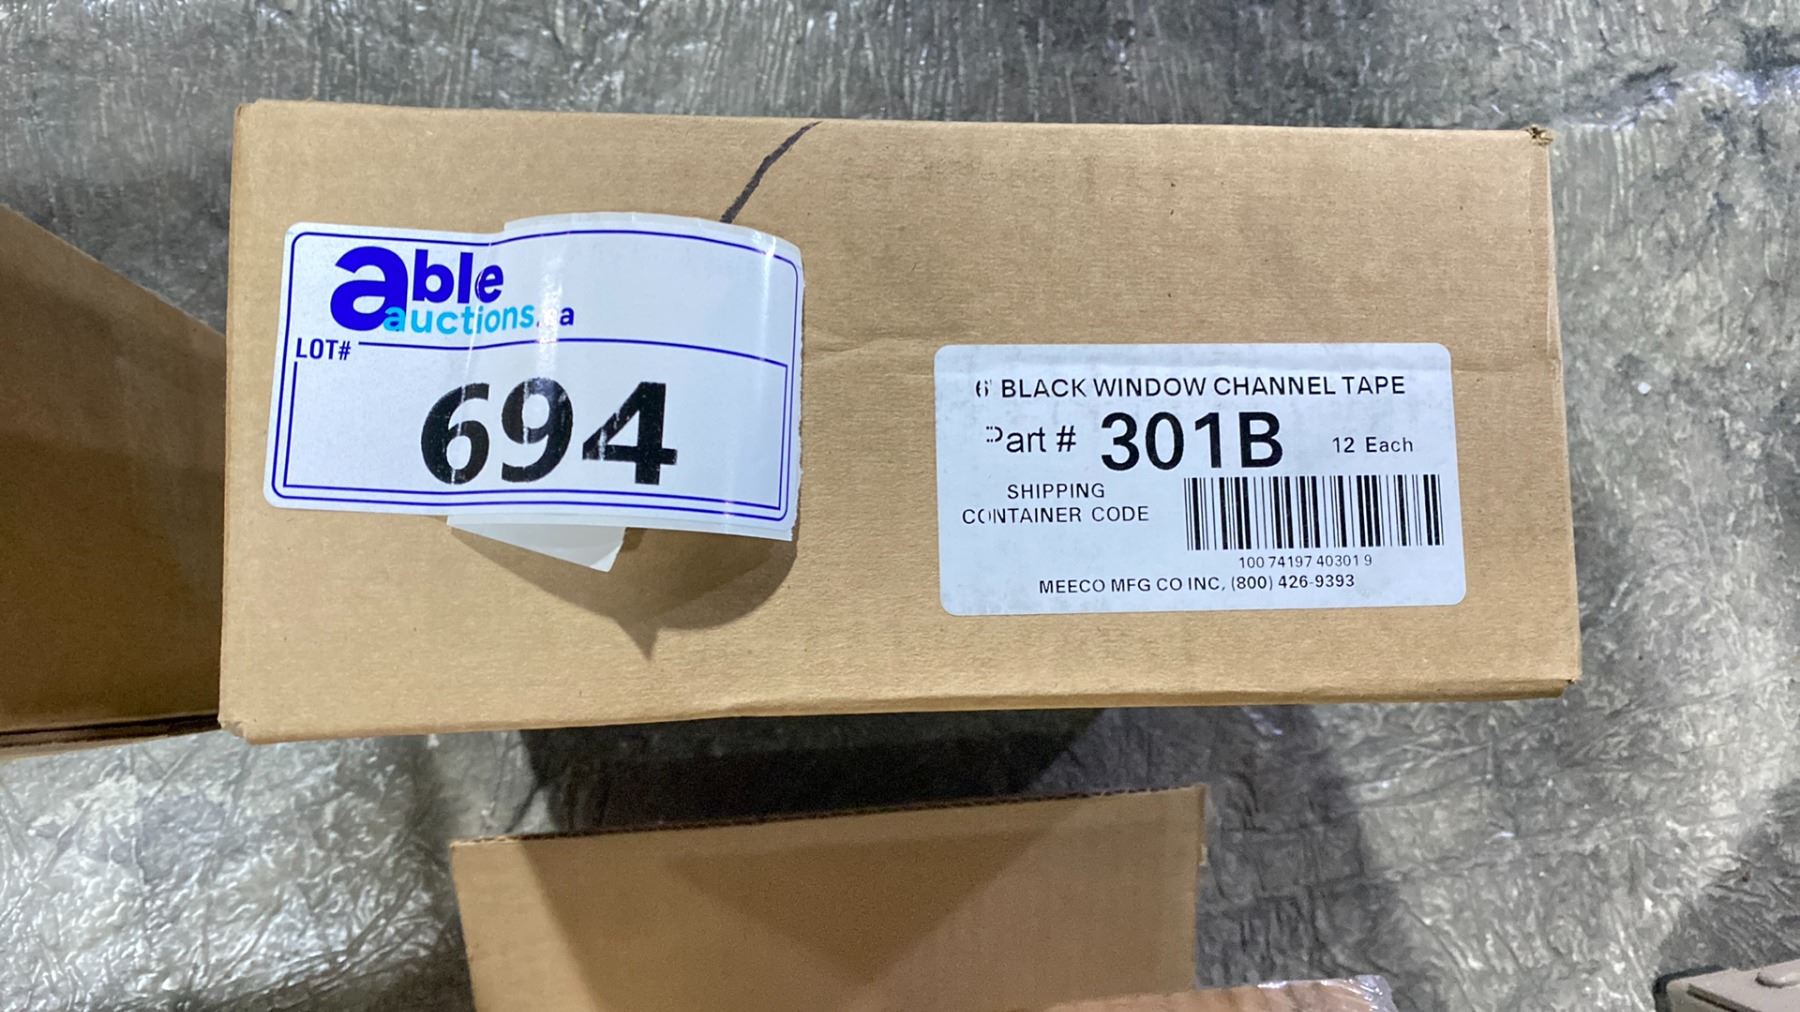 able
auctions.ca
LOT#
694
6' BLACK WINDOW CHANNEL TAPE
Part # 301B 12 Each
SHIPPING
CONTAINER CODE
100 74197 40301 9
MEECO MFG CO INC, (800) 426-9393